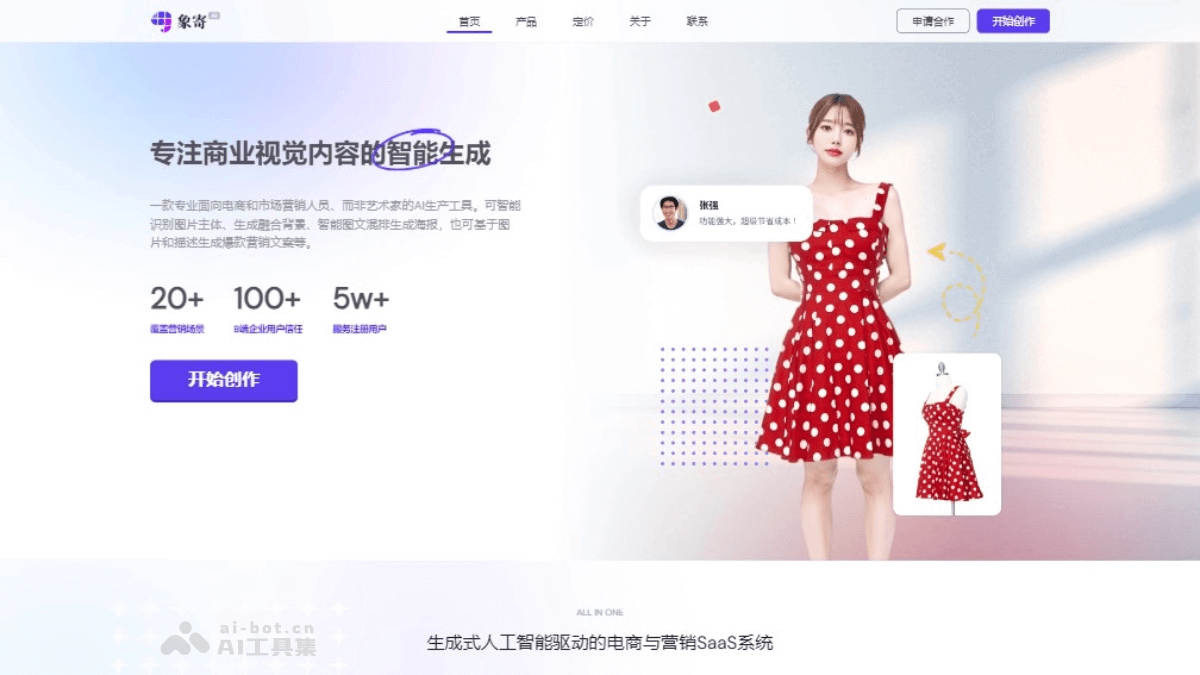 象寄 AI
首页 产品 定价 关于 联系
申请合作 开始创作
专注商业视觉内容的智能生成
一款专业面向电商和市场营销人员、而非艺术家的AI生产工具。可智能
识别图片主体、生成融合背景、智能图文混排生成海报，也可基于图
片和描述生成爆款营销文案等。
20+ 100+ 5w+
覆盖营销场景 B端企业用户信任 服务注册用户
开始创作
张强
功能强大，超级节省成本！
ALL IN ONE
生成式人工智能驱动的电商与营销SaaS系统
ai-bot.cn
AI工具集